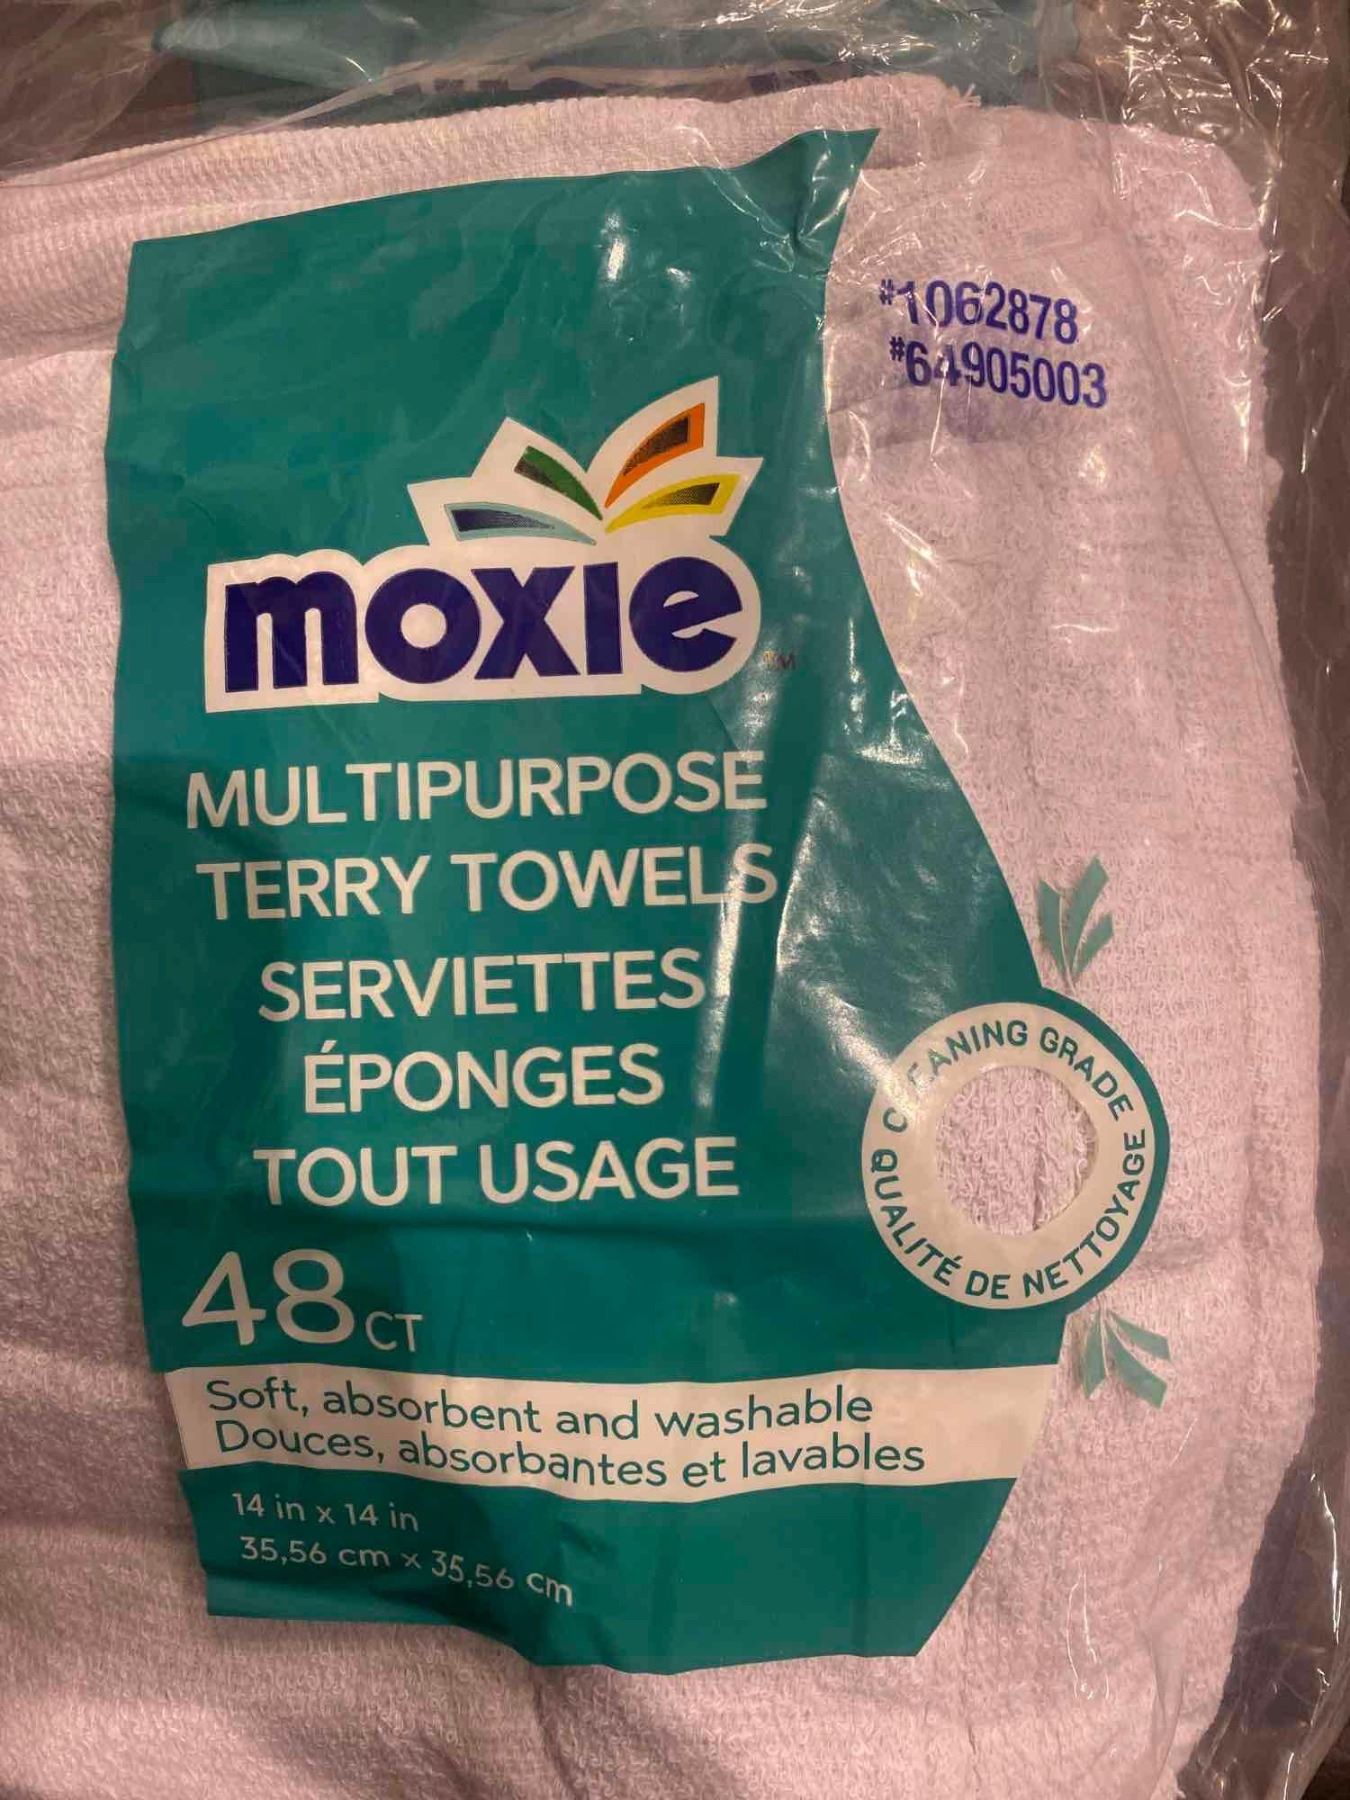 #1062878
#64905003
moxie
TM
MULTIPURPOSE
TERRY TOWELS
SERVIETTES
ÉPONGES
TOUT USAGE
CLEANING GRADE
QUALITÉ DE NETTOYAGE
48CT
Soft, absorbent and washable
Douces, absorbantes et lavables
14 in x 14 in
35,56 cm x 35,56 cm